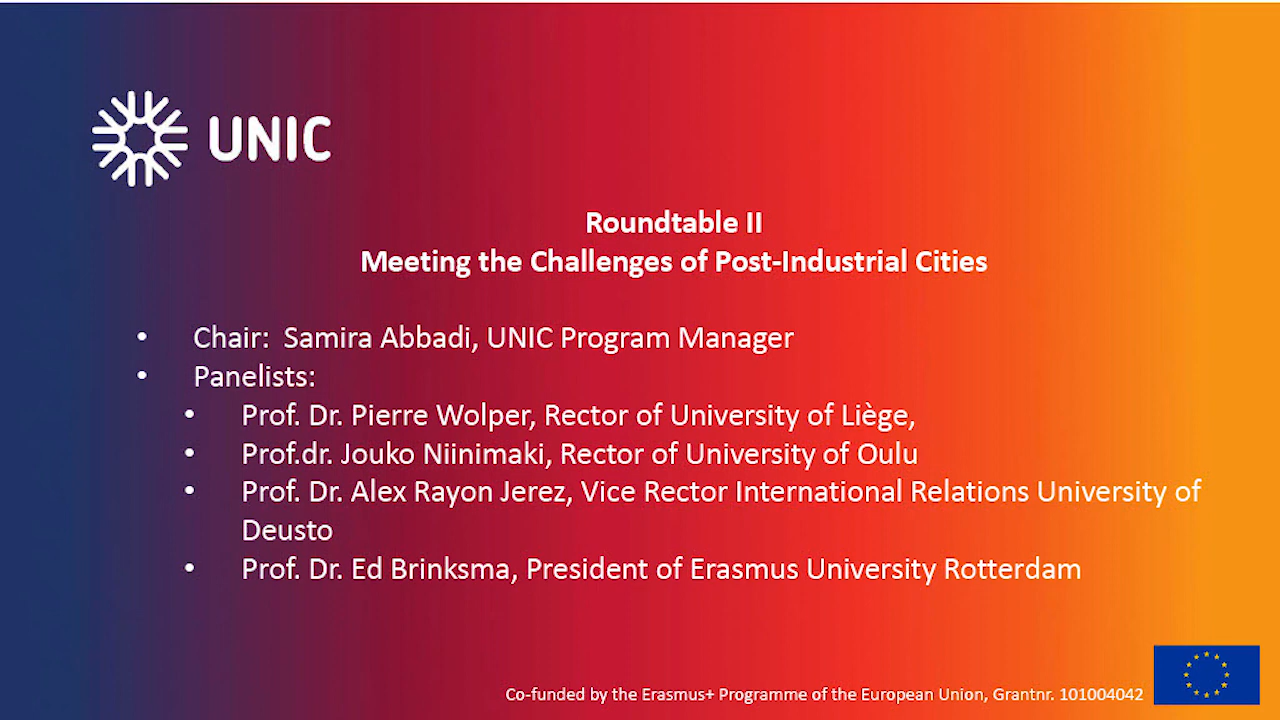 UNIC
Roundtable II
Meeting the Challenges of Post-Industrial Cities
• Chair: Samira Abbadi, UNIC Program Manager
• Panelists:
• Prof. Dr. Pierre Wolper, Rector of University of Liège,
• Prof.dr. Jouko Niinimaki, Rector of University of Oulu
• Prof. Dr. Alex Rayon Jerez, Vice Rector International Relations University of
Deusto
• Prof. Dr. Ed Brinksma, President of Erasmus University Rotterdam
Co-funded by the Erasmus+ Programme of the European Union, Grantnr. 101004042